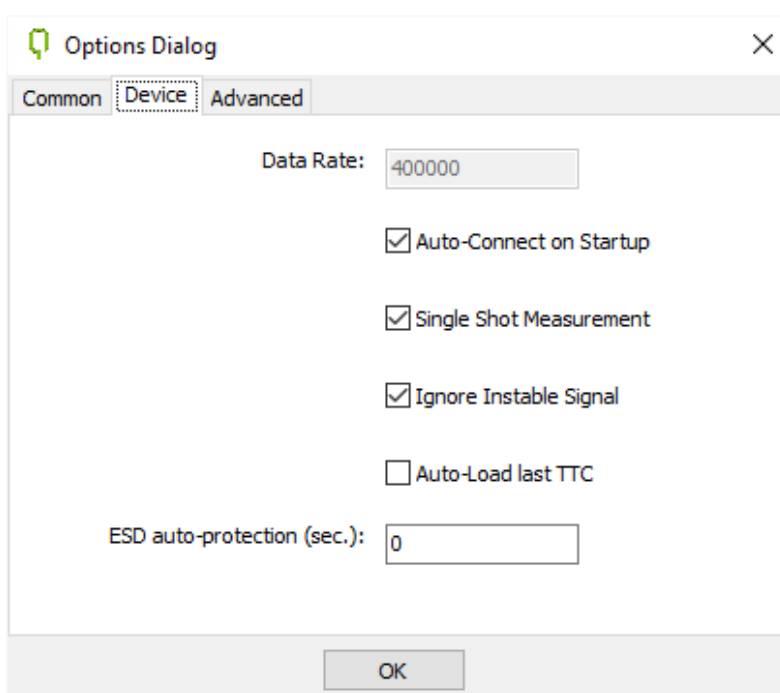 Options Dialog
Common Device Advanced
Data Rate: 400000
Auto-Connect on Startup
Single Shot Measurement
Ignore Instable Signal
Auto-Load last TTC
ESD auto-protection (sec.): 0
OK